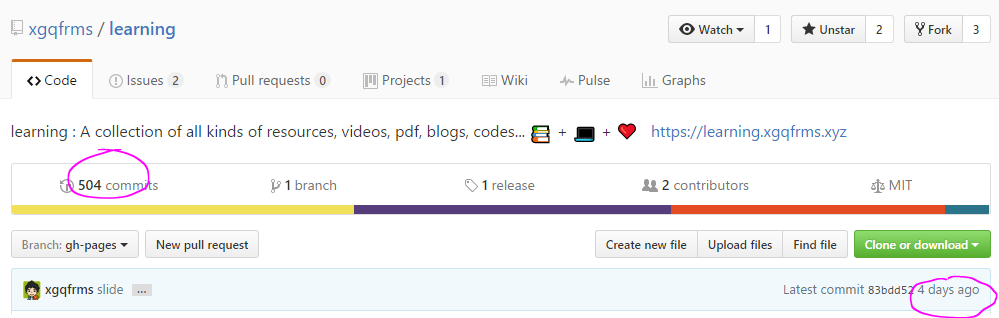 xgqfrms / learning
Watch 1 Unstar 2 Fork 3
Code Issues 2 Pull requests 0 Projects 1 Wiki Pulse Graphs
learning : A collection of all kinds of resources, videos, pdf, blogs, codes... + + https://learning.xgqfrms.xyz
504 commits 1 branch 1 release 2 contributors MIT
Branch: gh-pages New pull request Create new file Upload files Find file Clone or download
xgqfrms slide ... Latest commit 83bdd52 4 days ago